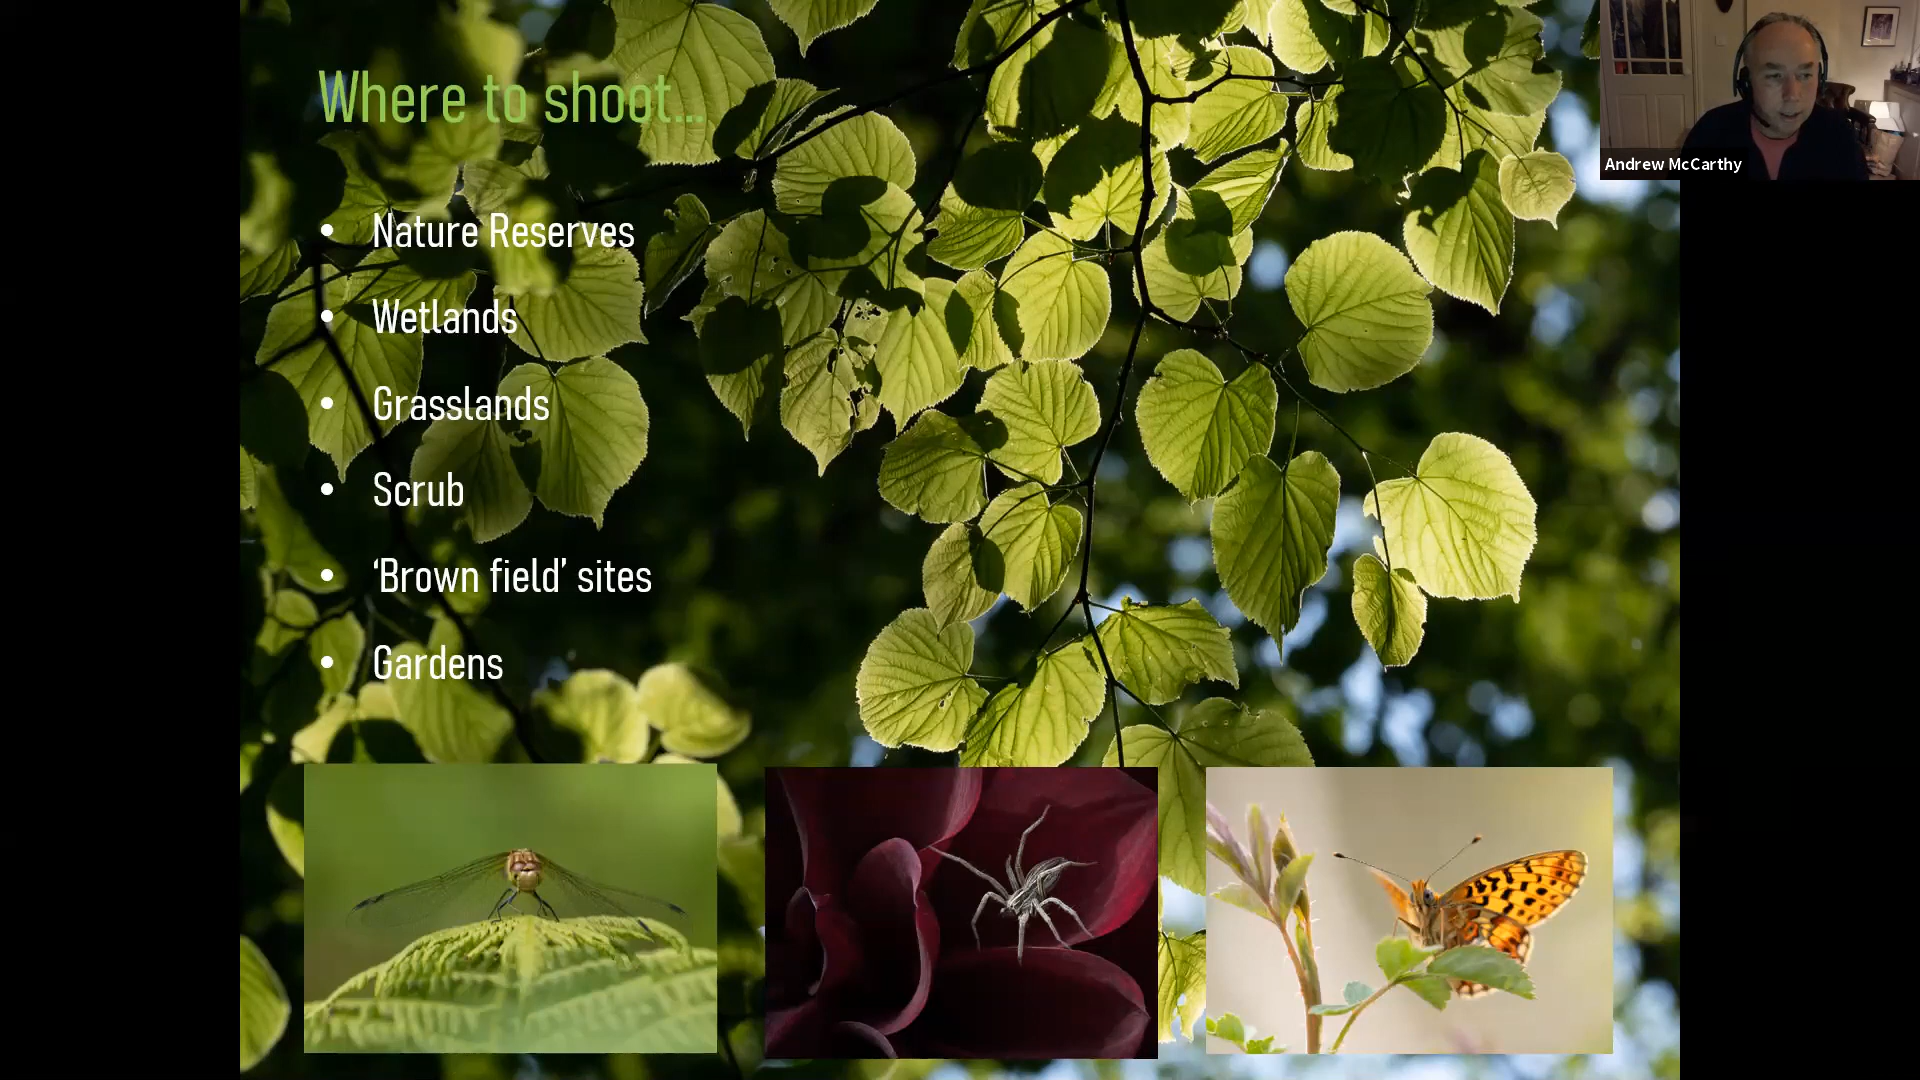 Where to shoot...
• Nature Reserves
• Wetlands
• Grasslands
• Scrub
• ‘Brown field’ sites
• Gardens
Andrew McCarthy